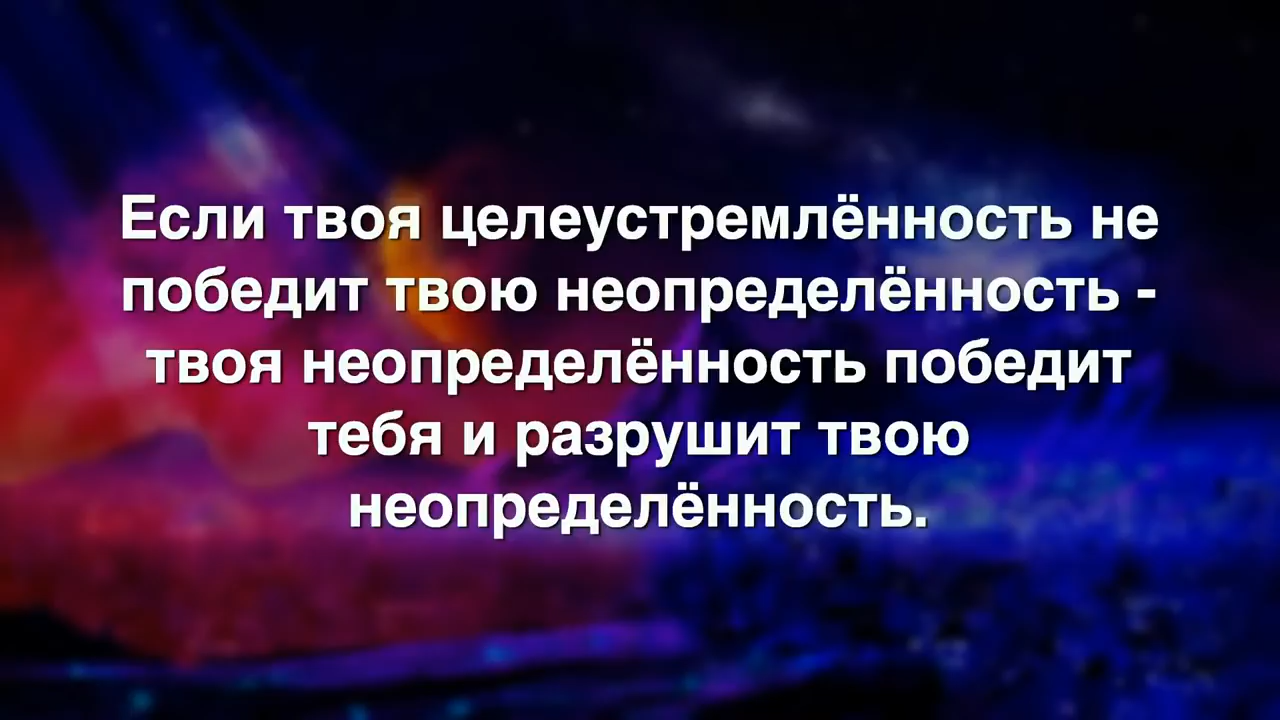 Если твоя целеустремлённость не
победит твою неопределённость -
твоя неопределённость победит
тебя и разрушит твою
неопределённость.